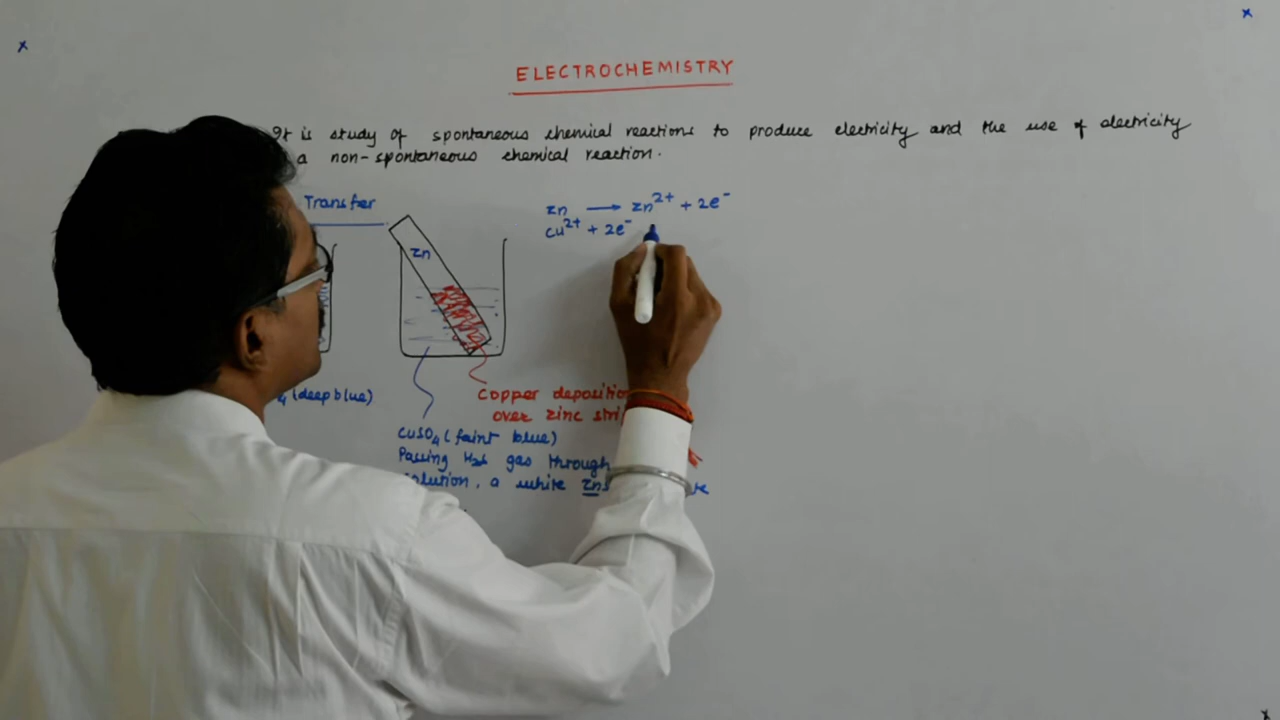 ELECTROCHEMISTRY
It is study of spontaneous chemical reactions to produce electricity and the use of electricity
a non-spontaneous chemical reaction.
Transfer
Zn → Zn²⁺ + 2e⁻
Cu²⁺ + 2e⁻
Zn
4 (deep blue)
Copper deposition
over zinc
CuSO₄ (faint blue)
Passing H₂S gas through
solution, a white ZnS